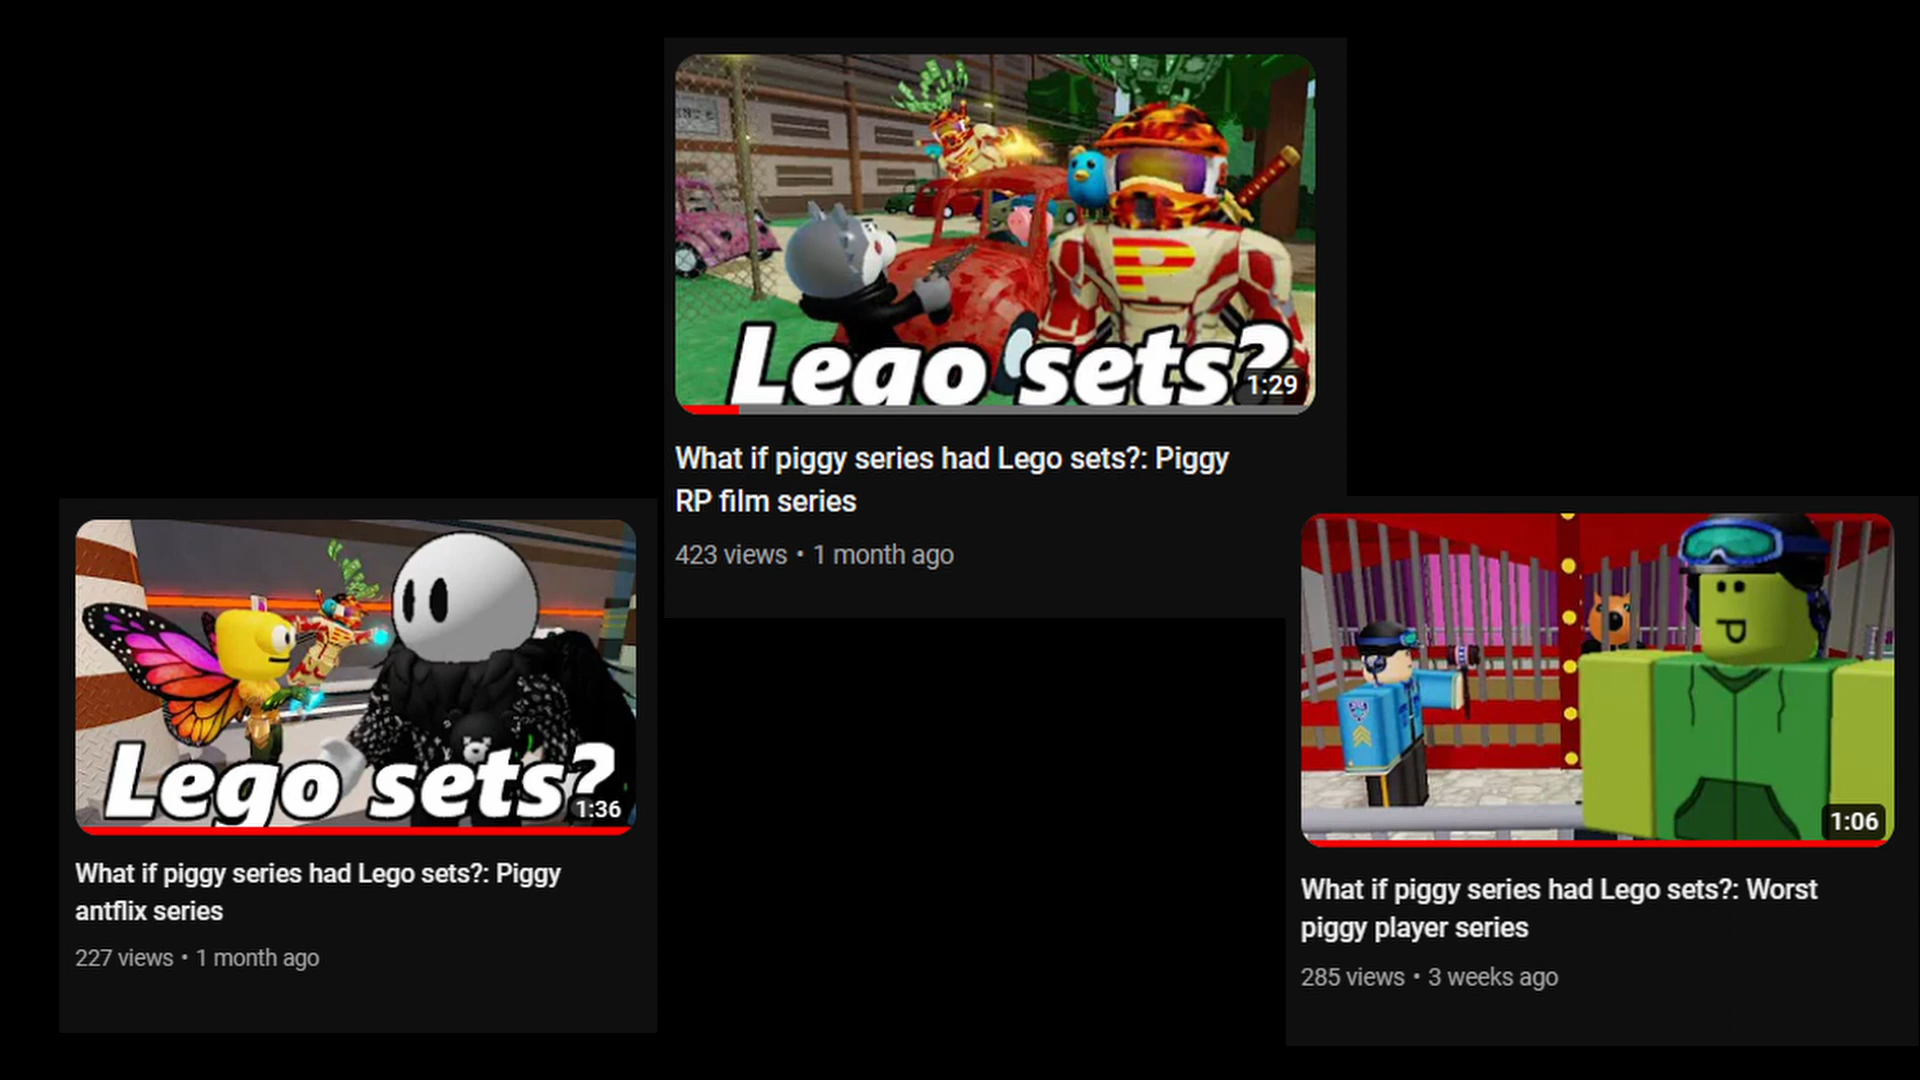 P
Lego sets?
1:29
What if piggy series had Lego sets?: Piggy
RP film series
423 views • 1 month ago
Lego sets?
1:36
What if piggy series had Lego sets?: Piggy
antflix series
227 views • 1 month ago
1:06
What if piggy series had Lego sets?: Worst
piggy player series
285 views • 3 weeks ago